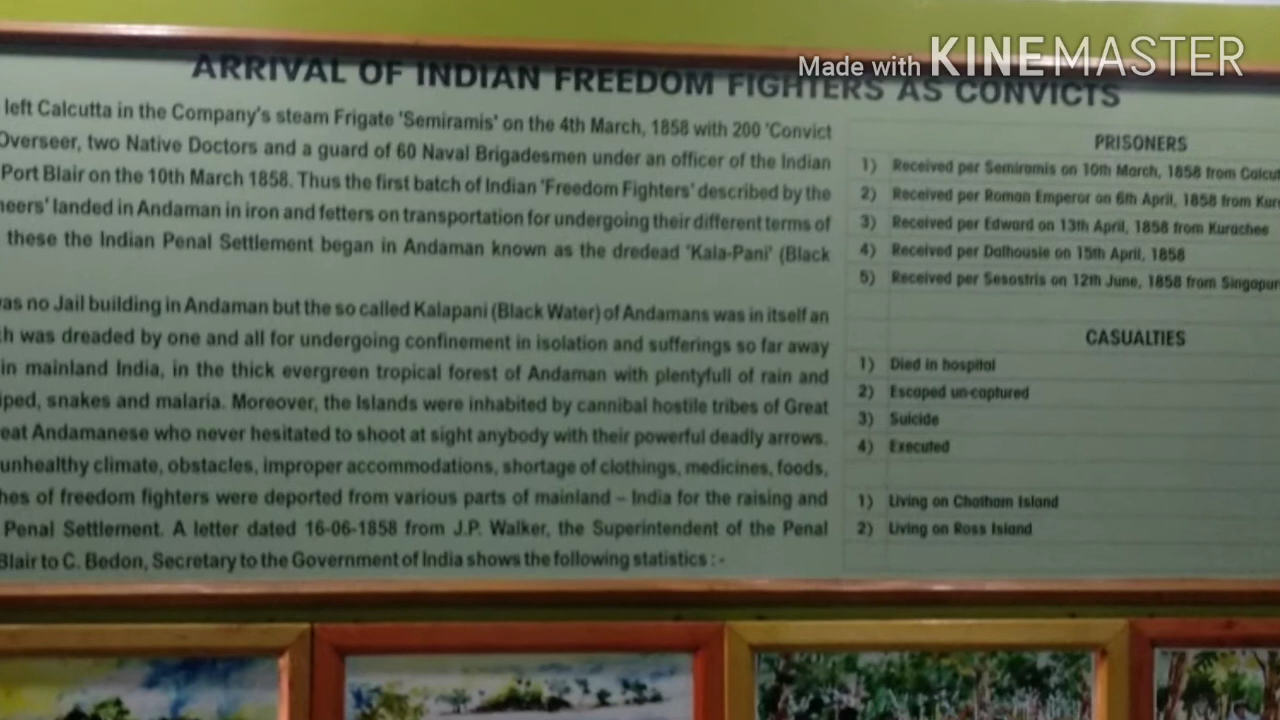 Made with KINEMASTER
ARRIVAL OF INDIAN FREEDOM FIGHTERS AS CONVICTS
left Calcutta in the Company's steam Frigate 'Semiramis' on the 4th March, 1858 with 200 'Convict
Overseer, two Native Doctors and a guard of 60 Naval Brigadesmen under an officer of the Indian
Port Blair on the 10th March 1858. Thus the first batch of Indian 'Freedom Fighters' described by the
neers' landed in Andaman in iron and fetters on transportation for undergoing their different terms of
these the Indian Penal Settlement began in Andaman known as the dredead 'Kala-Pani' (Black
was no Jail building in Andaman but the so called Kalapani (Black Water) of Andamans was in itself an
h was dreaded by one and all for undergoing confinement in isolation and sufferings so far away
in mainland India, in the thick evergreen tropical forest of Andaman with plentyfull of rain and
iped, snakes and malaria. Moreover, the Islands were inhabited by cannibal hostile tribes of Great
eat Andamanese who never hesitated to shoot at sight anybody with their powerful deadly arrows.
unhealthy climate, obstacles, improper accommodations, shortage of clothings, medicines, foods,
hes of freedom fighters were deported from various parts of mainland – India for the raising and
Penal Settlement. A letter dated 16-06-1858 from J.P. Walker, the Superintendent of the Penal
Blair to C. Bedon, Secretary to the Government of India shows the following statistics :-
PRISONERS
1) Received per Semiramis on 10th March, 1858 from Calcut
2) Received per Roman Emperor on 6th April, 1858 from Kur
3) Received per Edward on 13th April, 1858 from Kurachee
4) Received per Dalhousie on 15th April, 1858
5) Received per Sesostris on 12th June, 1858 from Singapur
CASUALTIES
1) Died in hospital
2) Escaped un-captured
3) Suicide
4) Executed
1) Living on Chatham Island
2) Living on Ross Island